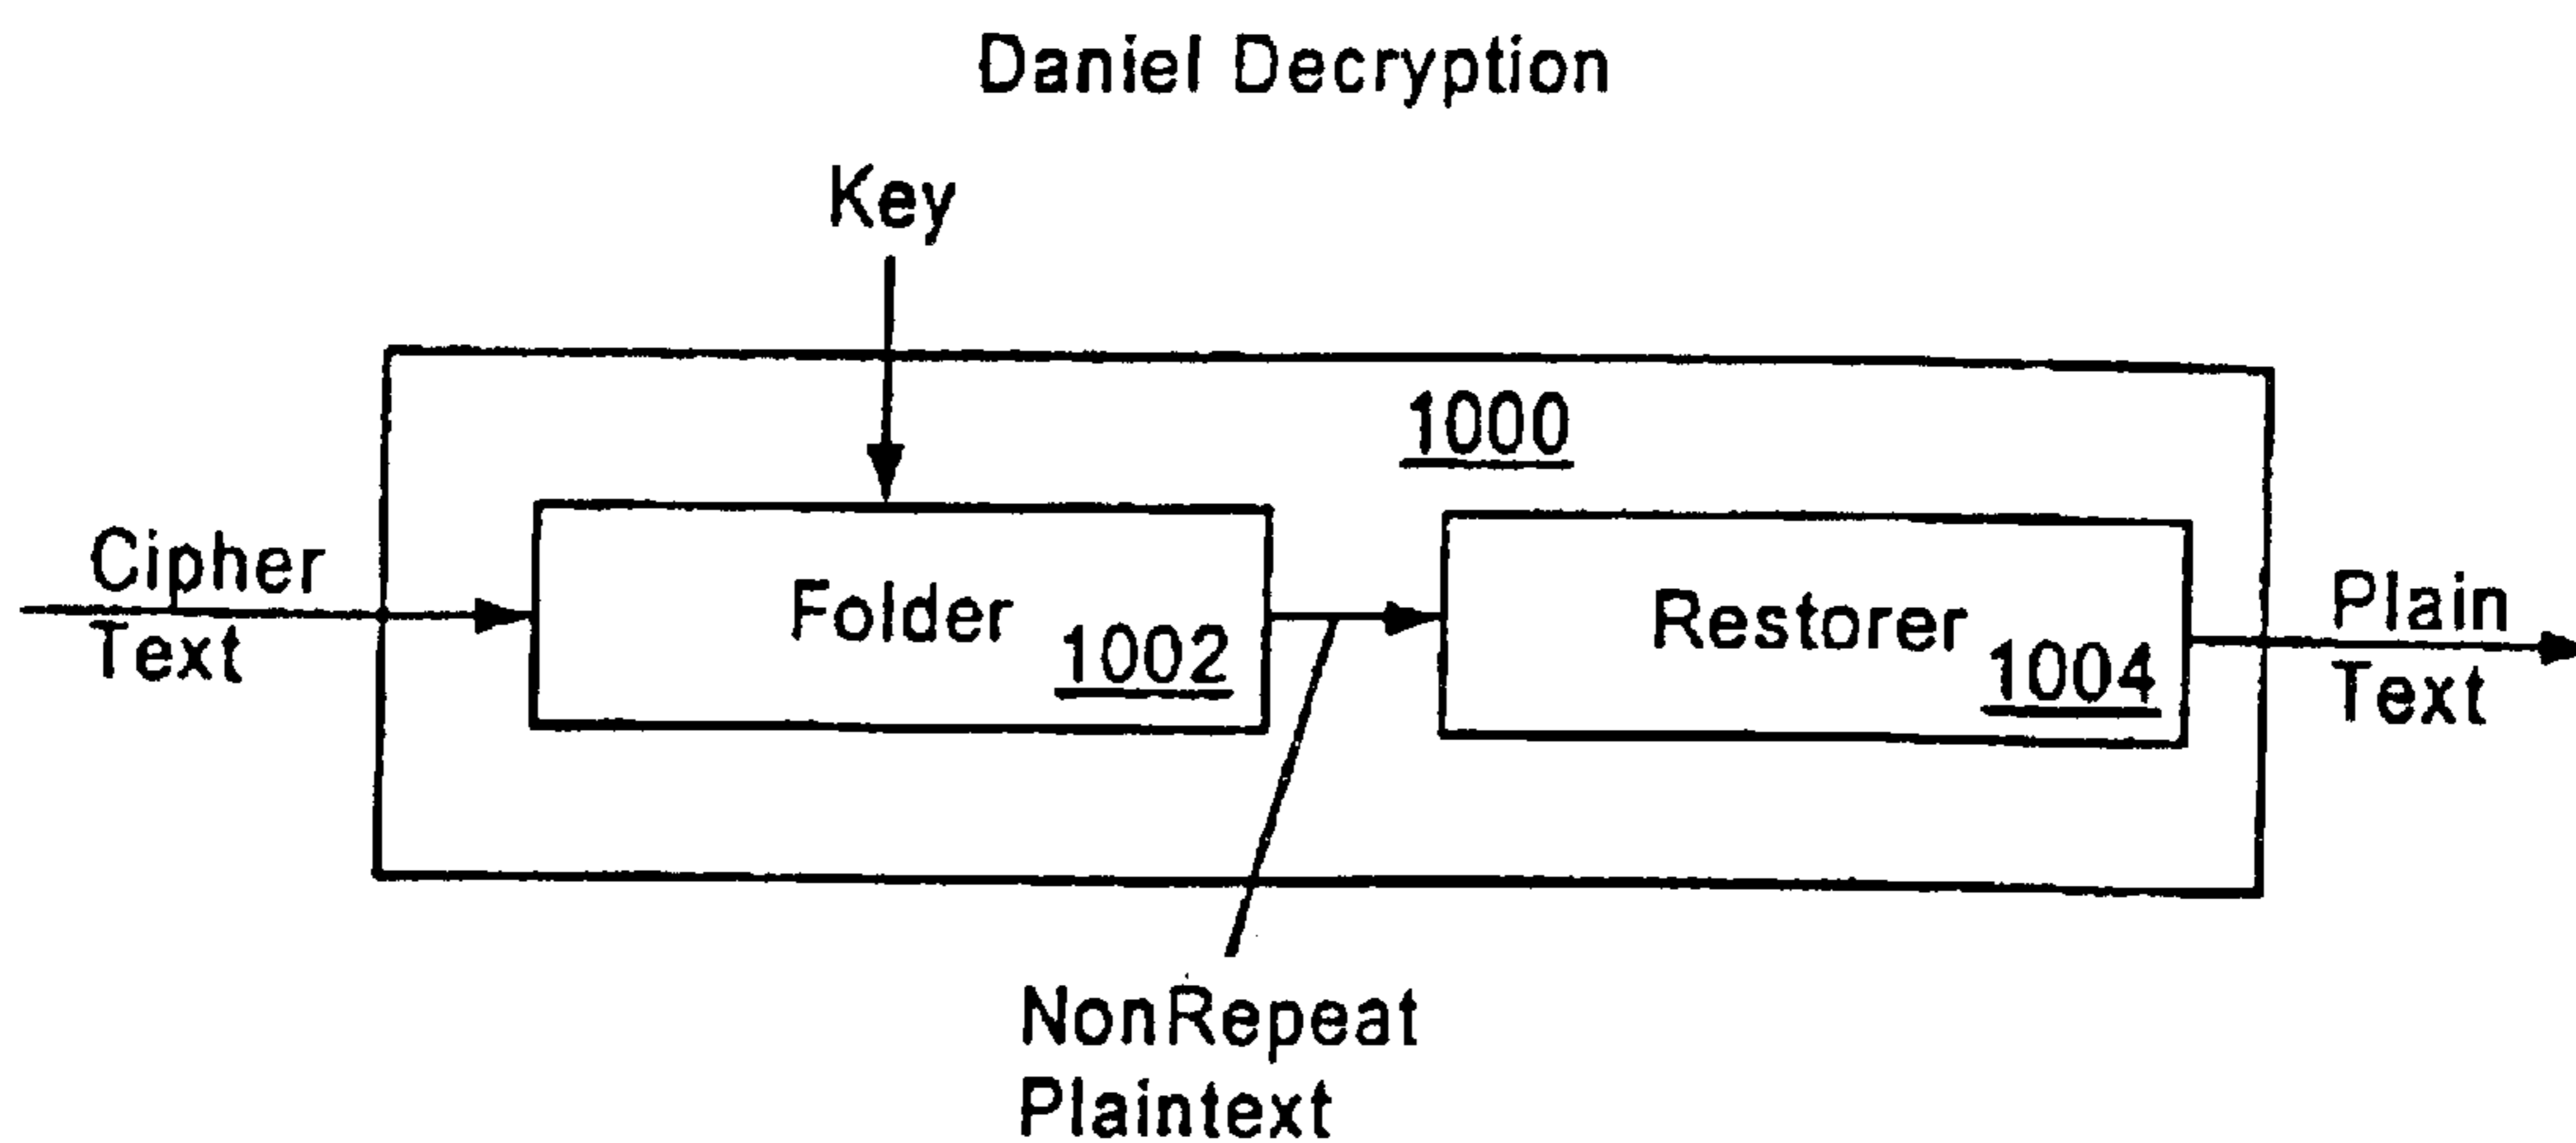 Daniel Decryption
Key
1000
Cipher
Text
Folder
1002
Restorer
1004
Plain
Text
NonRepeat
Plaintext